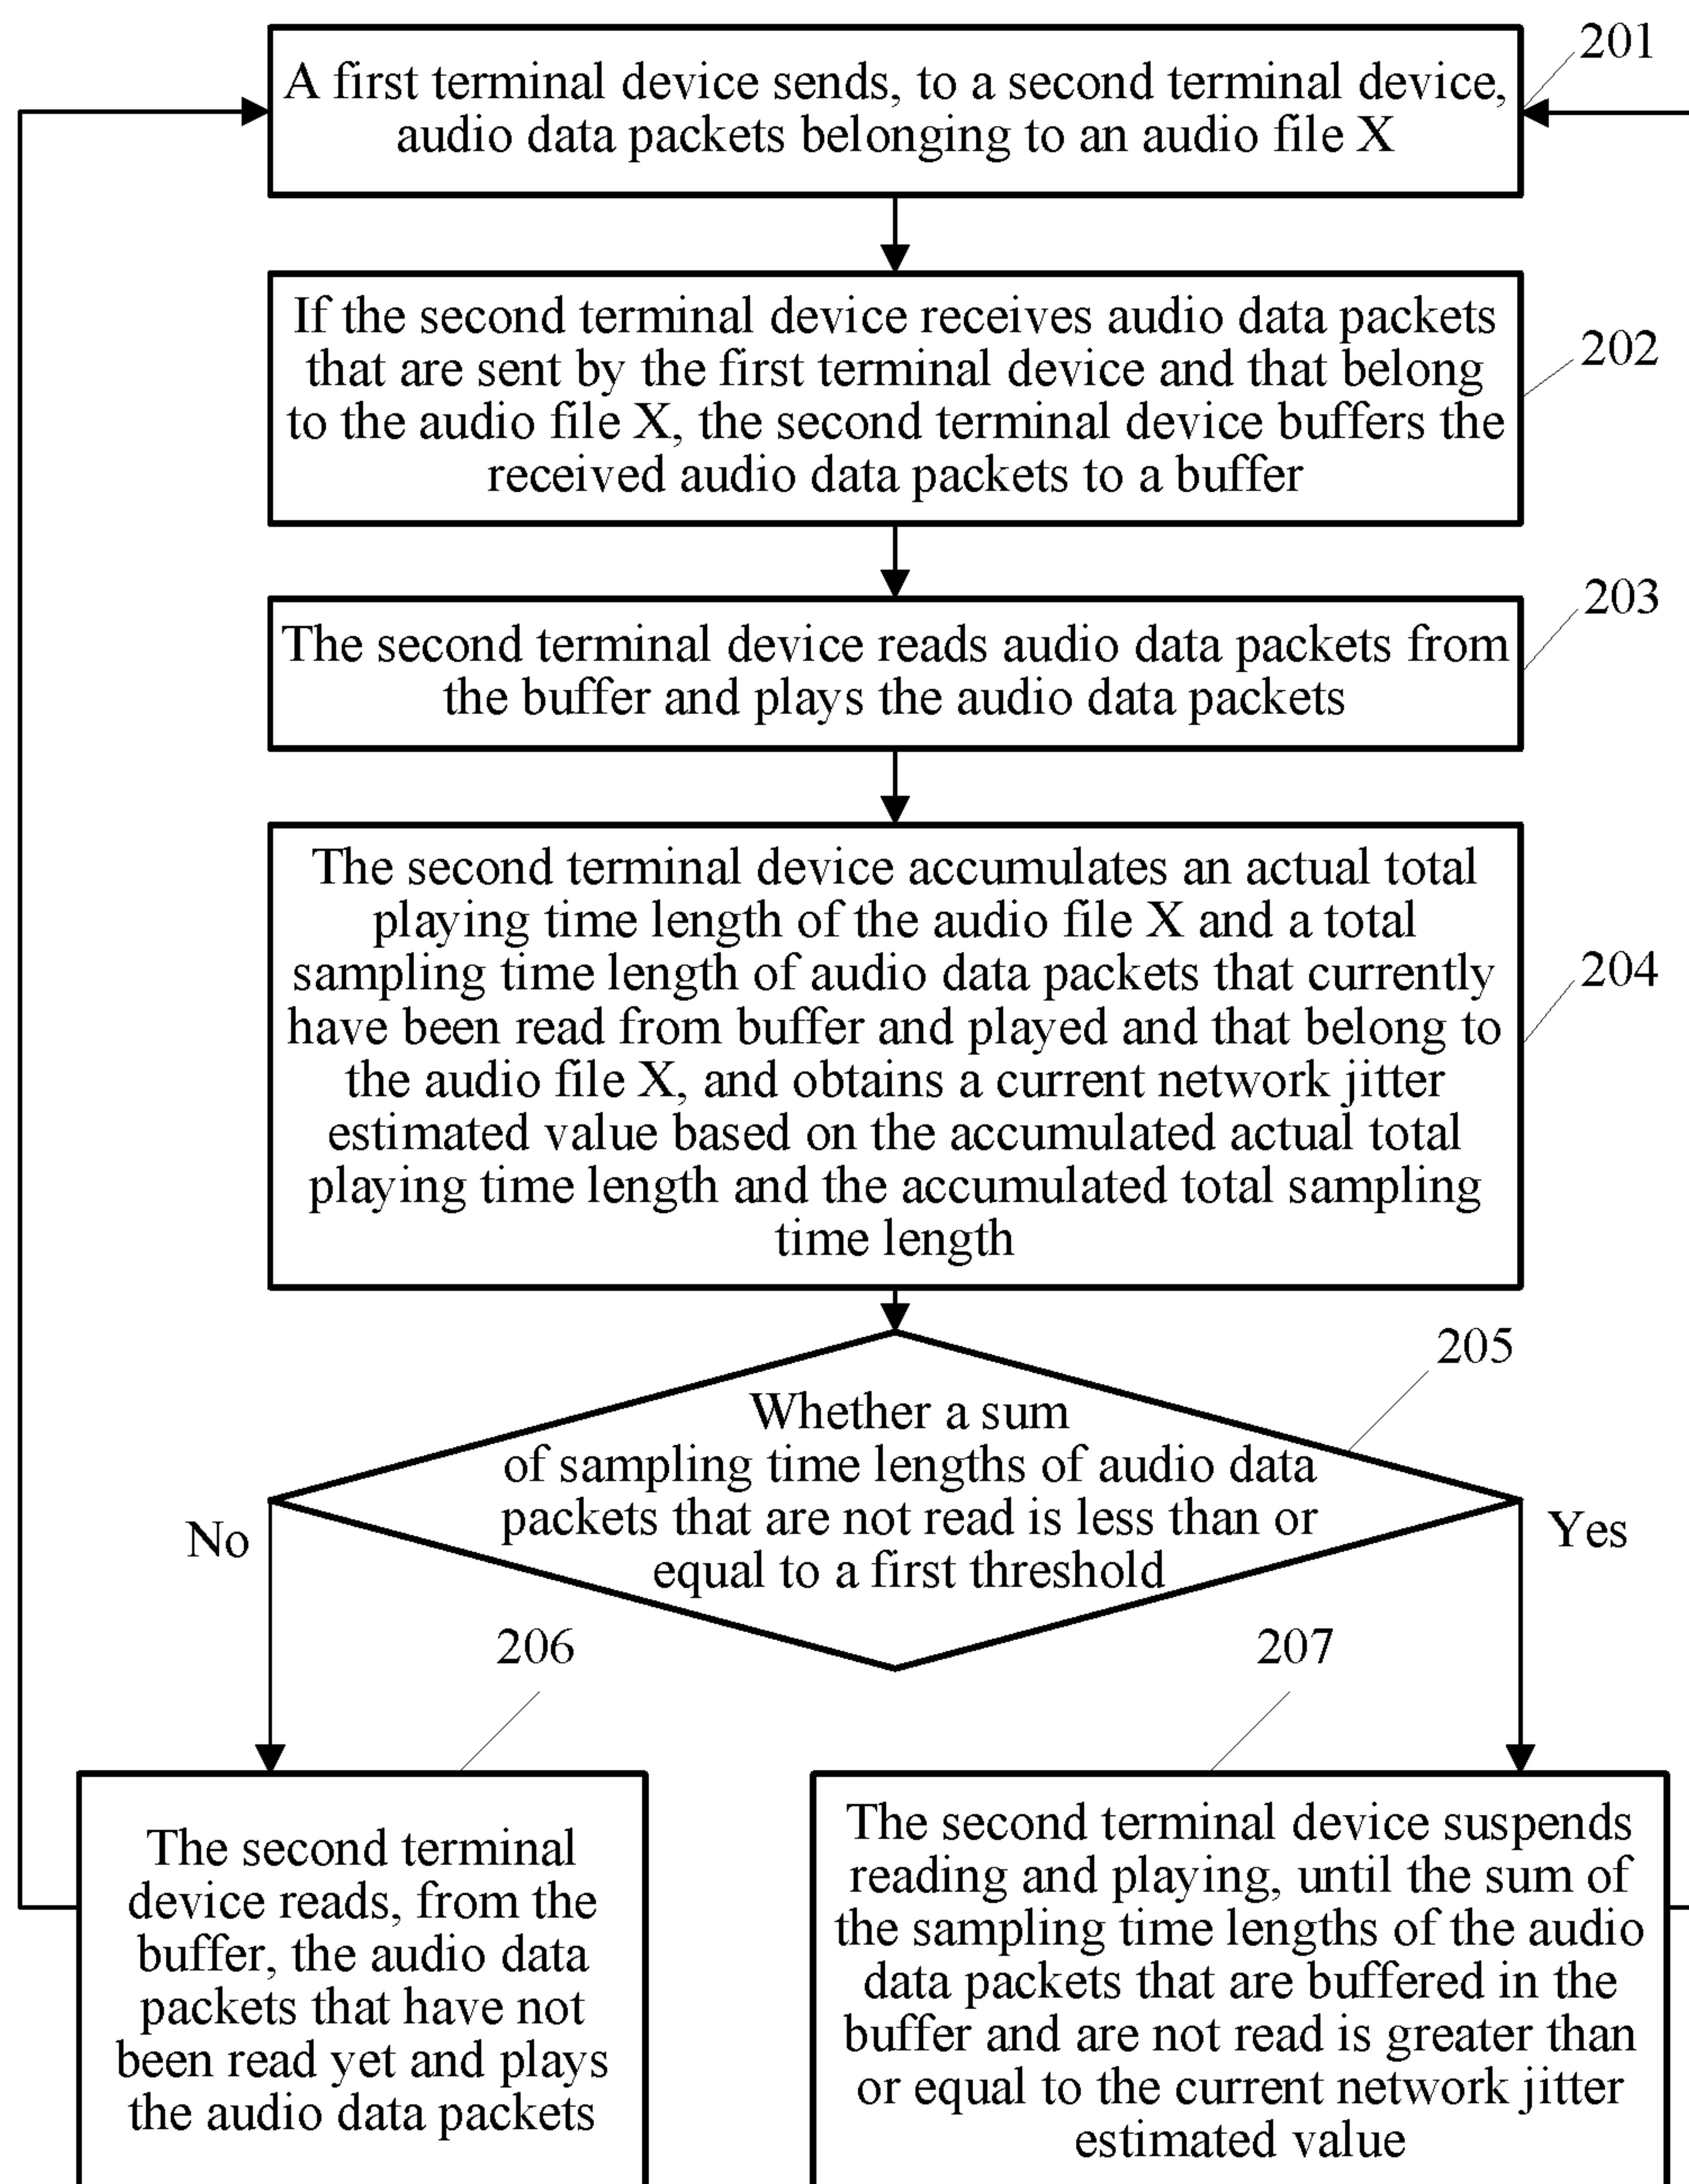 201
A first terminal device sends, to a second terminal device,
audio data packets belonging to an audio file X
If the second terminal device receives audio data packets
that are sent by the first terminal device and that belong
to the audio file X, the second terminal device buffers the
received audio data packets to a buffer
202
203
The second terminal device reads audio data packets from
the buffer and plays the audio data packets
The second terminal device accumulates an actual total
playing time length of the audio file X and a total
sampling time length of audio data packets that currently
have been read from buffer and played and that belong to
the audio file X, and obtains a current network jitter
estimated value based on the accumulated actual total
playing time length and the accumulated total sampling
time length
204
205
Whether a sum
of sampling time lengths of audio data
packets that are not read is less than or
equal to a first threshold
No
Yes
206
207
The second terminal
device reads, from the
buffer, the audio data
packets that have not
been read yet and plays
the audio data packets
The second terminal device suspends
reading and playing, until the sum of
the sampling time lengths of the audio
data packets that are buffered in the
buffer and are not read is greater than
or equal to the current network jitter
estimated value